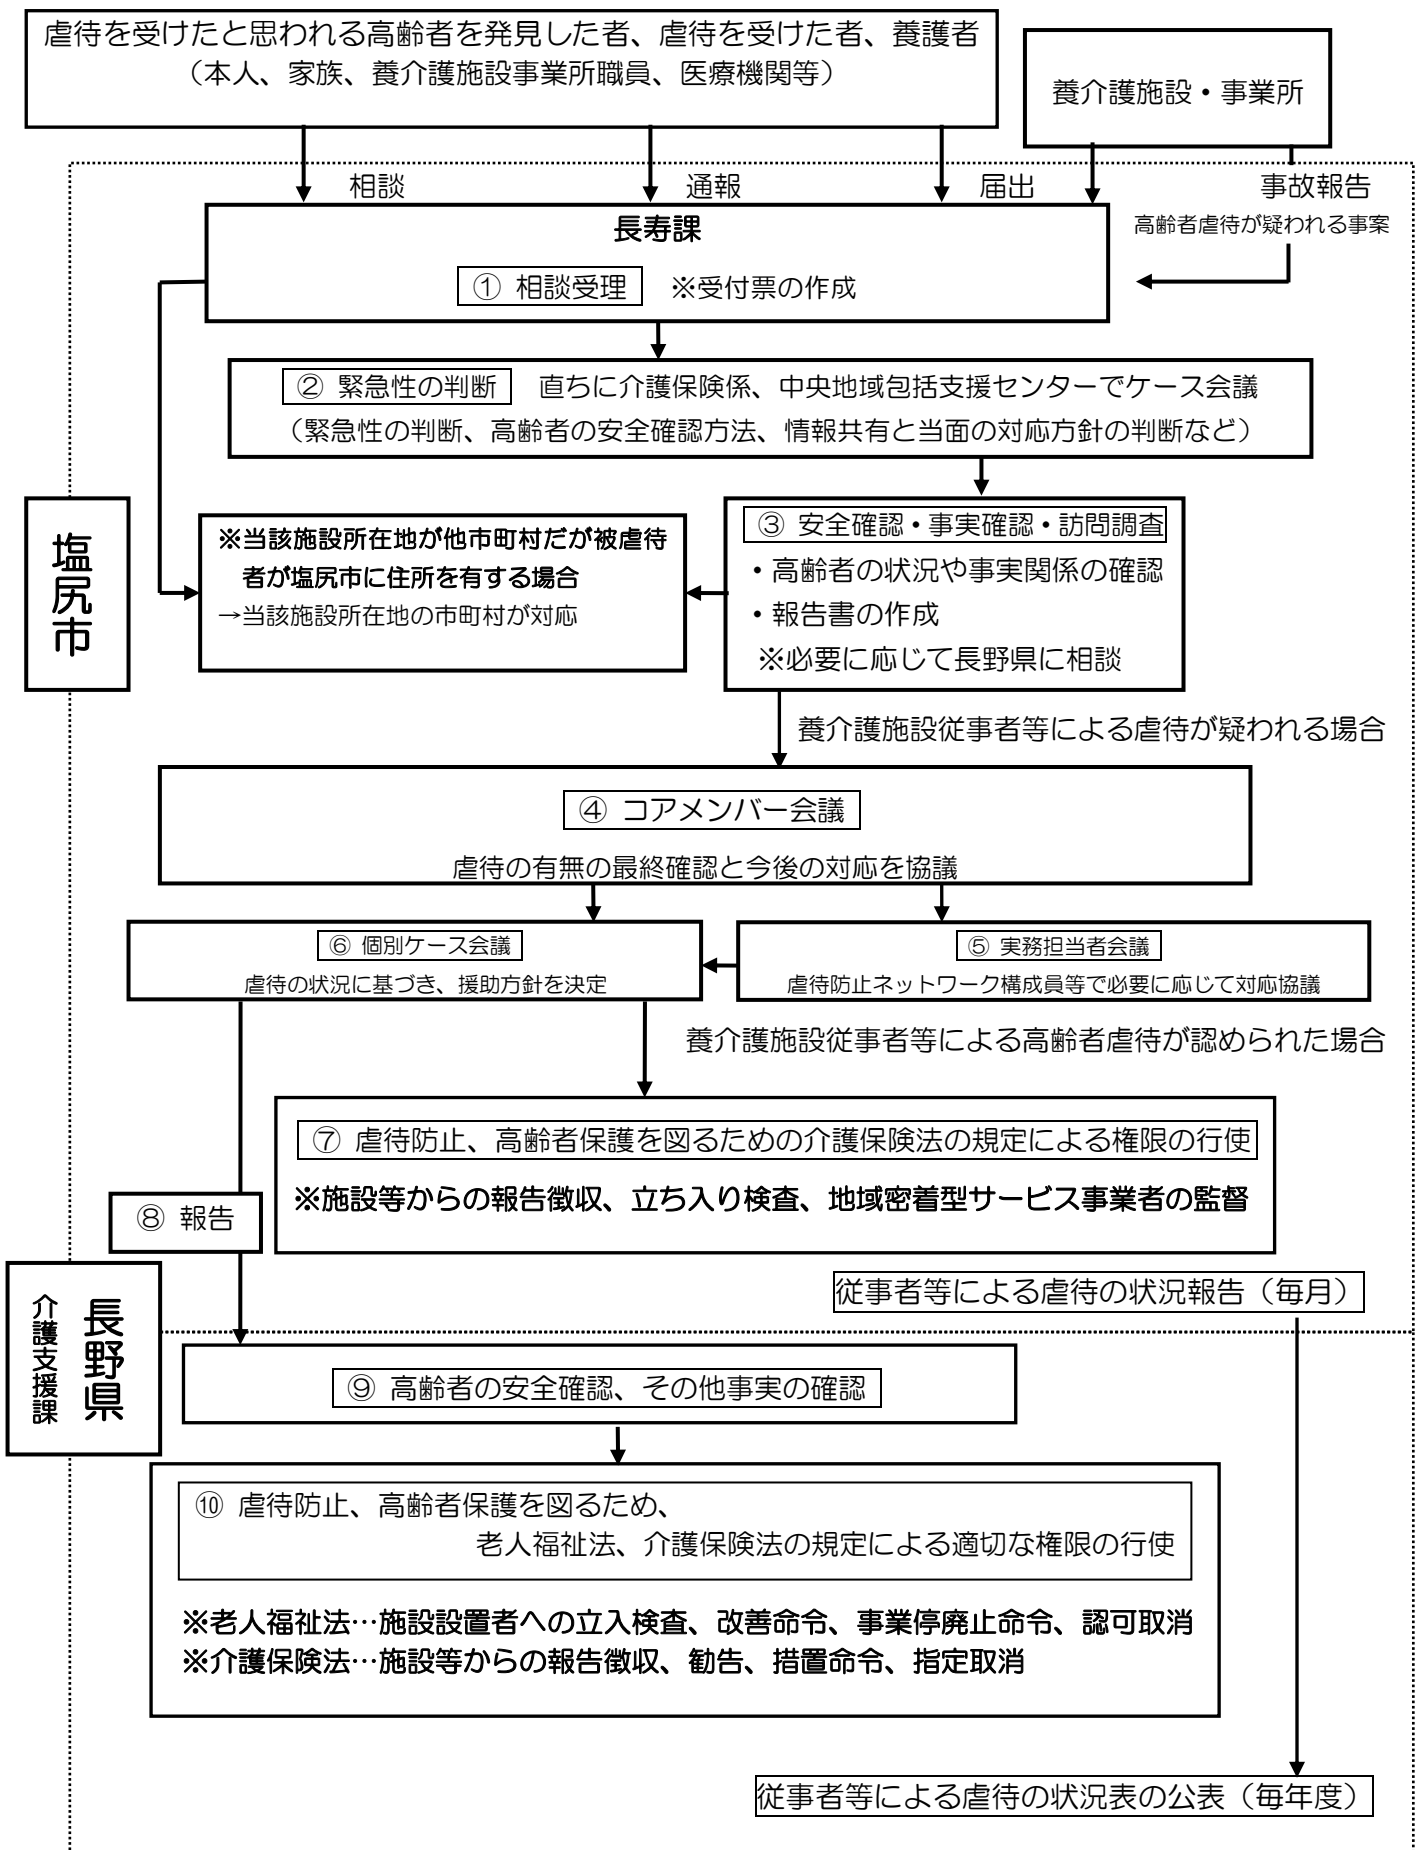 虐待を受けたと思われる高齢者を発見した者、虐待を受けた者、養護者
（本人、家族、養介護施設事業所職員、医療機関等）
養介護施設・事業所
相談
通報
届出
事故報告
高齢者虐待が疑われる事案
長寿課
① 相談受理
※受付票の作成
② 緊急性の判断
直ちに介護保険係、中央地域包括支援センターでケース会議
（緊急性の判断、高齢者の安全確認方法、情報共有と当面の対応方針の判断など）
塩尻市
※当該施設所在地が他市町村だが被虐待
者が塩尻市に住所を有する場合
→当該施設所在地の市町村が対応
③ 安全確認・事実確認・訪問調査
・高齢者の状況や事実関係の確認
・報告書の作成
※必要に応じて長野県に相談
養介護施設従事者等による虐待が疑われる場合
④ コアメンバー会議
虐待の有無の最終確認と今後の対応を協議
⑥ 個別ケース会議
虐待の状況に基づき、援助方針を決定
⑤ 実務担当者会議
虐待防止ネットワーク構成員等で必要に応じて対応協議
養介護施設従事者等による高齢者虐待が認められた場合
⑦ 虐待防止、高齢者保護を図るための介護保険法の規定による権限の行使
※施設等からの報告徴収、立ち入り検査、地域密着型サービス事業者の監督
⑧ 報告
従事者等による虐待の状況報告（毎月）
長野県
介護支援課
⑨ 高齢者の安全確認、その他事実の確認
⑩ 虐待防止、高齢者保護を図るため、
老人福祉法、介護保険法の規定による適切な権限の行使
※老人福祉法…施設設置者への立入検査、改善命令、事業停廃止命令、認可取消
※介護保険法…施設等からの報告徴収、勧告、措置命令、指定取消
従事者等による虐待の状況表の公表（毎年度）